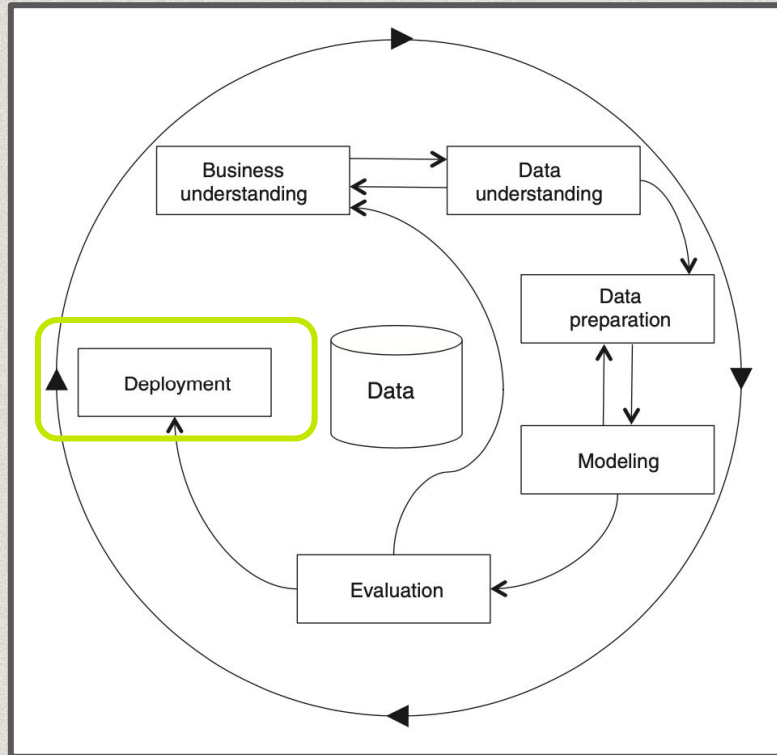 Business
understanding
Data
understanding
Data
preparation
Deployment
Data
Modeling
Evaluation